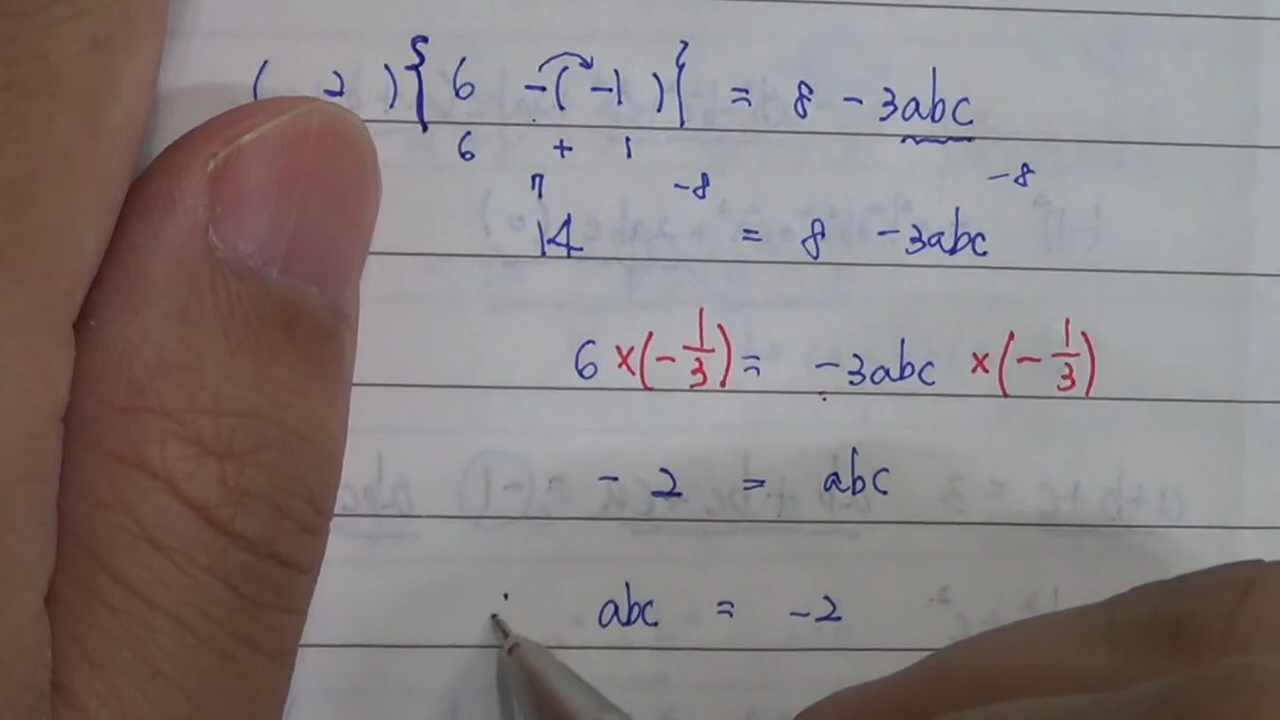 ( 2 ){ 6 -( -1 ) } = 8 - 3abc
6 + 1
7 -8 -8
14 = 8 - 3abc
6 ×(-1/3) = -3abc ×(-1/3)
- 2 = abc
abc = -2